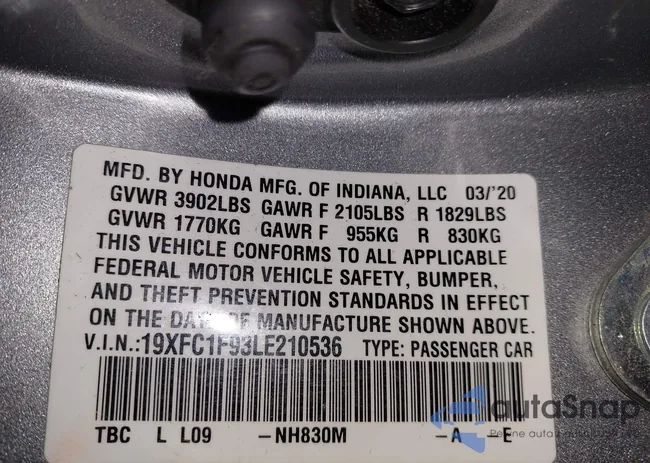 MFD. BY HONDA MFG. OF INDIANA, LLC 03/'20
GVWR 3902LBS GAWR F 2105LBS R 1829LBS
GVWR 1770KG GAWR F 955KG R 830KG
THIS VEHICLE CONFORMS TO ALL APPLICABLE
FEDERAL MOTOR VEHICLE SAFETY, BUMPER,
AND THEFT PREVENTION STANDARDS IN EFFECT
ON THE DATE OF MANUFACTURE SHOWN ABOVE.
V.I.N.:19XFC1F93LE210536 TYPE: PASSENGER CAR
TBC L L09 -NH830M -A -E
autaSnap